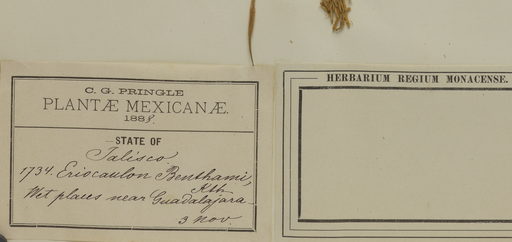 C. G. PRINGLE
PLANTÆ MEXICANÆ.
1888.
STATE OF
Jalisco
1734. Eriocaulon Benthami,
Kth
Wet places near Guadalajara
3 Nov
HERBARIUM REGIUM MONACENSE.